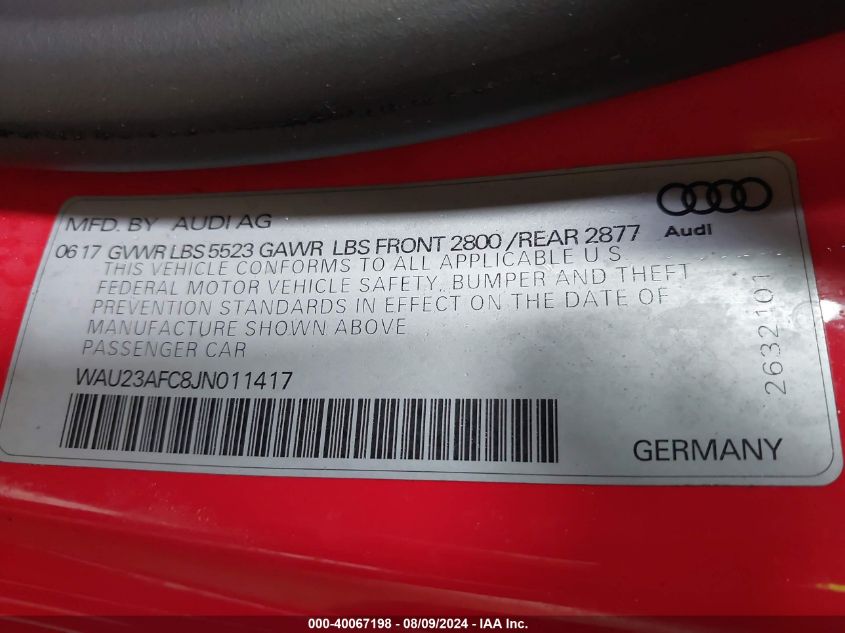 MFD. BY AUDI AG
Audi
06 17 GVWR LBS 5523 GAWR LBS FRONT 2800 /REAR 2877
THIS VEHICLE CONFORMS TO ALL APPLICABLE U.S.
FEDERAL MOTOR VEHICLE SAFETY, BUMPER AND THEFT
PREVENTION STANDARDS IN EFFECT ON THE DATE OF
MANUFACTURE SHOWN ABOVE
PASSENGER CAR
WAU23AFC8JN011417
2632101
GERMANY
000-40067198 - 08/09/2024 - IAA Inc.